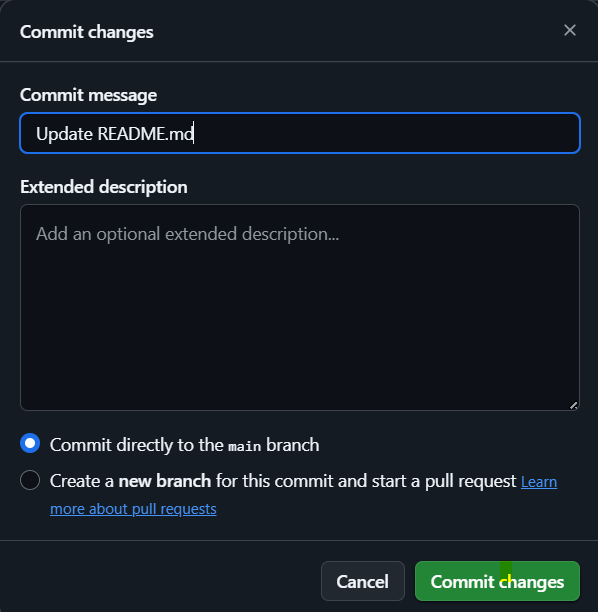 Commit changes
Commit message
Update README.md
Extended description
Add an optional extended description...
Commit directly to the main branch
Create a new branch for this commit and start a pull request Learn
more about pull requests
Cancel
Commit changes